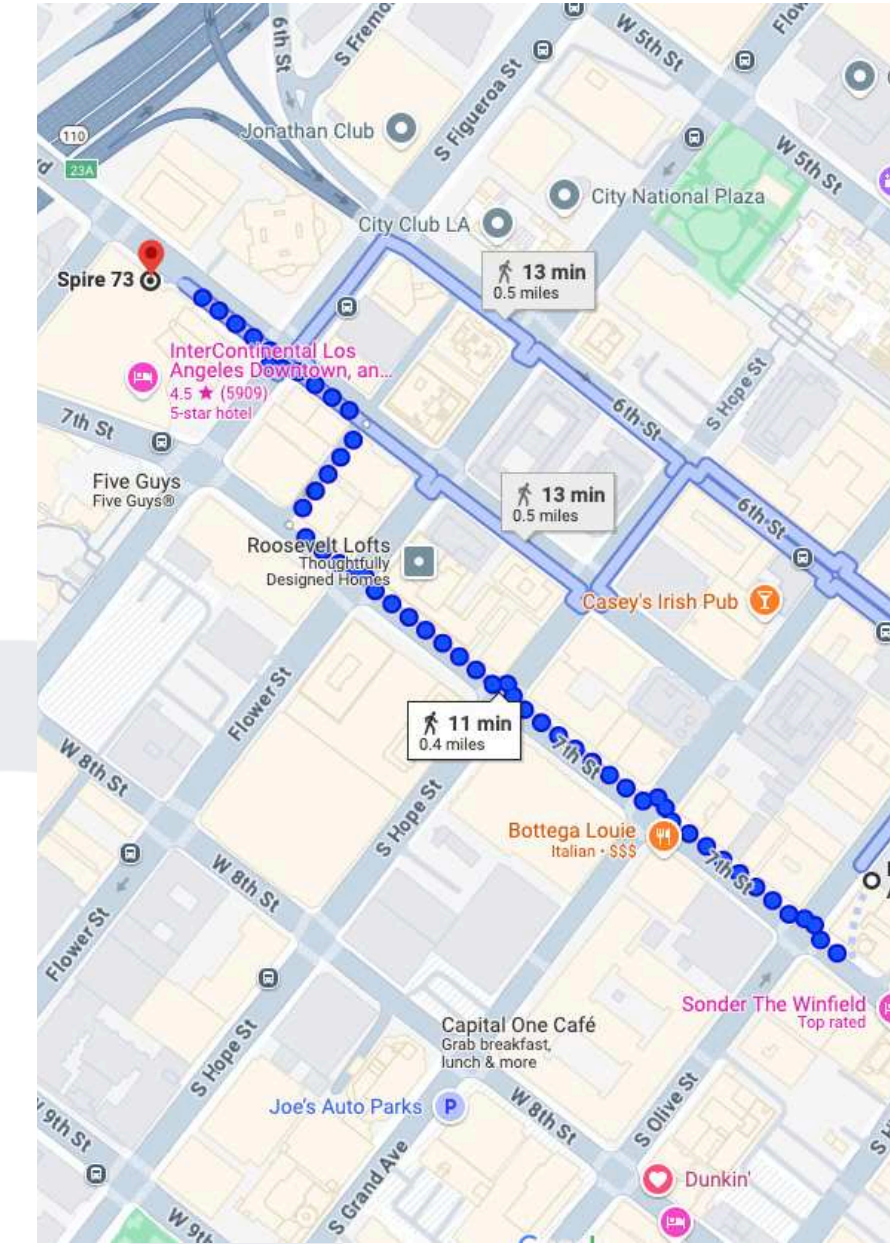 6th St
S Fremo
W 5th St
Flow
S Figueroa St
110
Jonathan Club
23A
W 5th St
City National Plaza
City Club LA
Spire 73
13 min
0.5 miles
InterContinental Los
Angeles Downtown, an...
4.5 ★ (5909)
5-star hotel
S Hope St
7th St
6th St
Five Guys
Five Guys®
13 min
0.5 miles
6th St
Roosevelt Lofts
Thoughtfully
Designed Homes
Casey's Irish Pub
Flower St
11 min
0.4 miles
7th St
W 8th St
S Hope St
Bottega Louie
Italian · $$$
7th St
W 8th St
Flower St
Sonder The Winfield
Top rated
Capital One Café
Grab breakfast,
lunch & more
S Hope St
Joe's Auto Parks
P
W 8th St
S Olive St
9th St
S Grand Ave
Dunkin'
W 9th